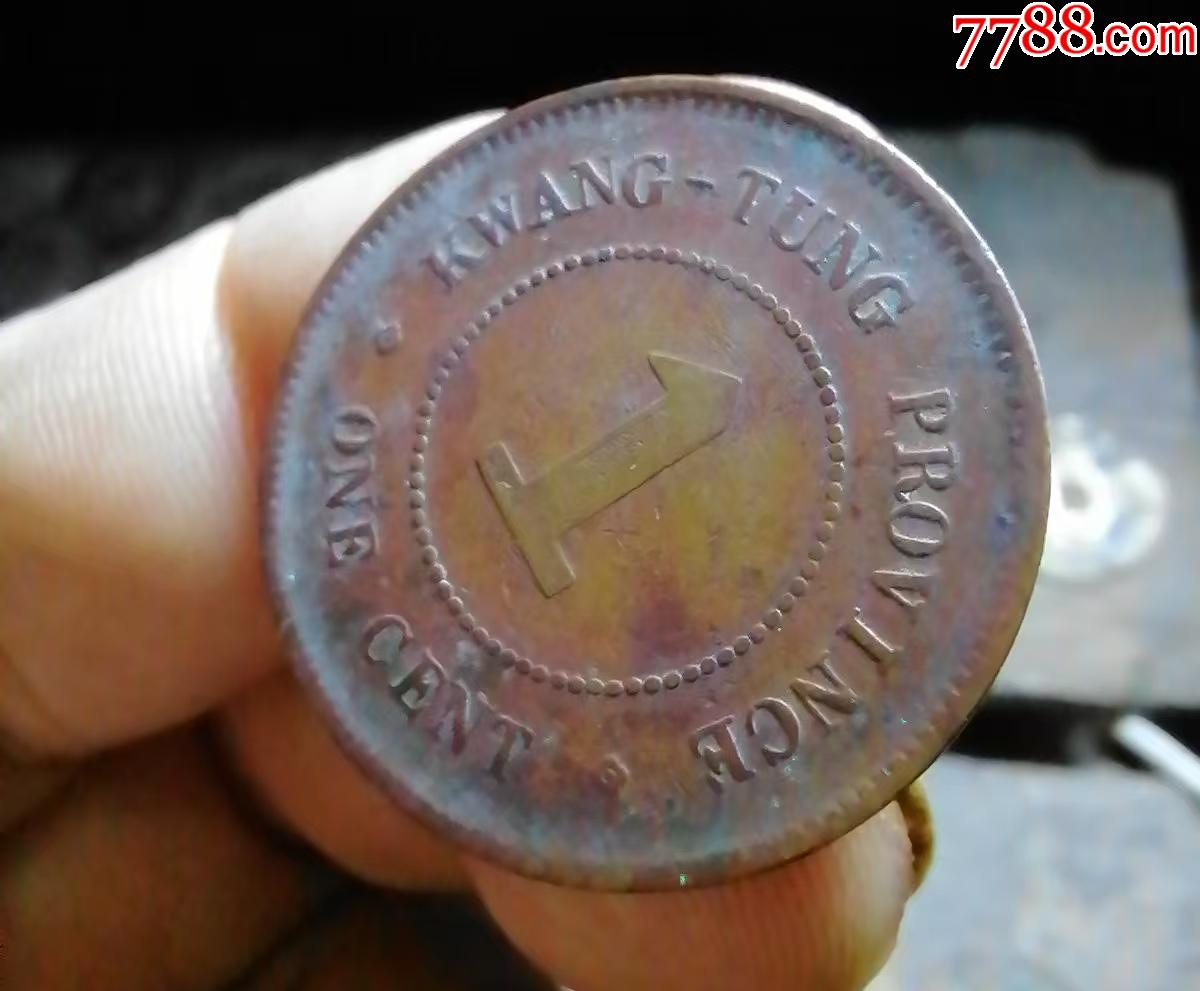 7788.com
KWANG-TUNG PROVINCE
ONE CENT
1